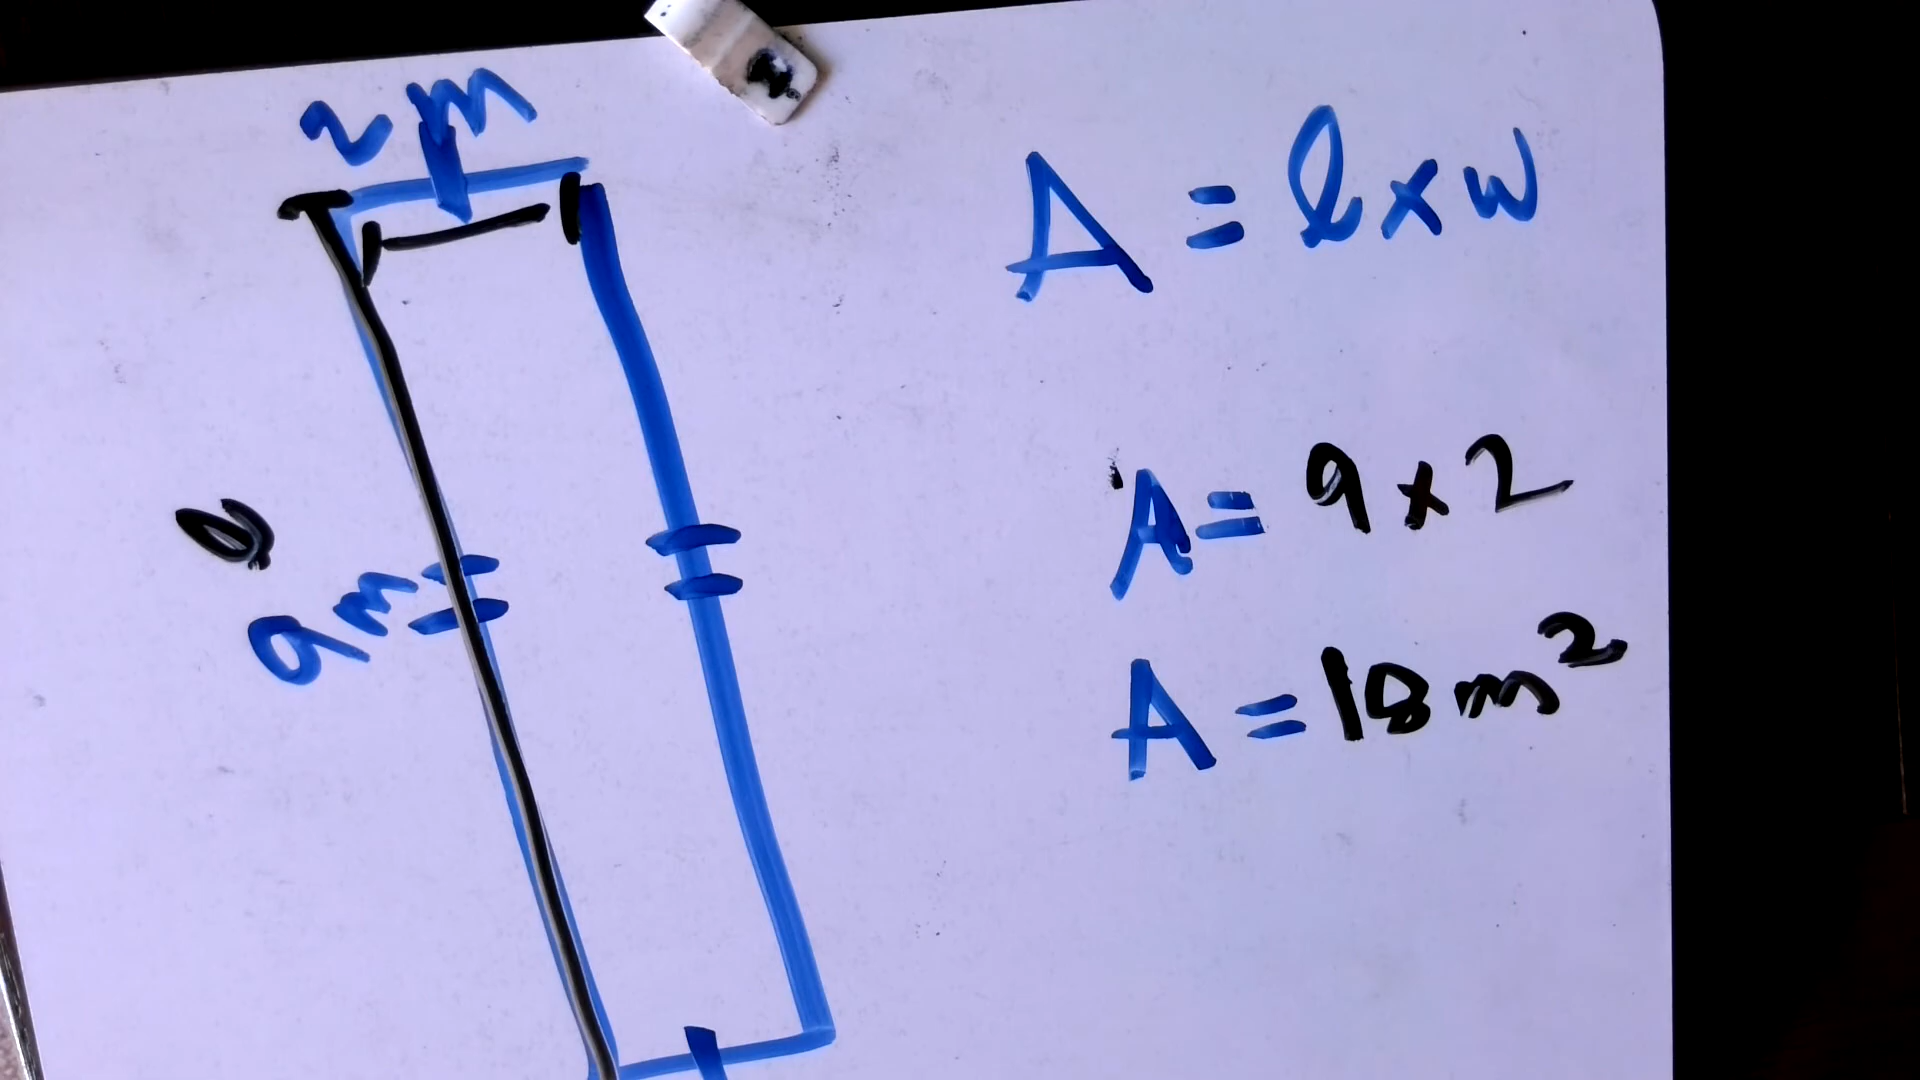 2m
A = l x w
l
9m
A = 9 x 2
A = 18 m²